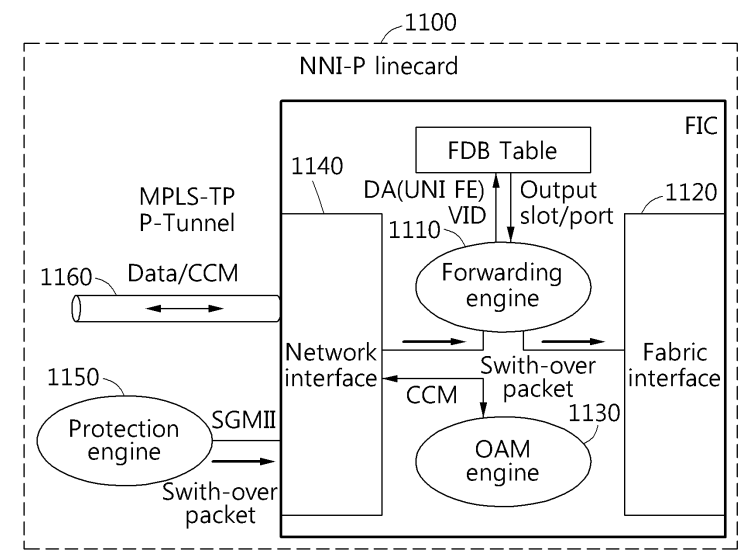 1100
NNI-P linecard
FIC
FDB Table
1140
DA(UNI FE)
VID
Output
slot/port
1120
MPLS-TP
P-Tunnel
1110
1160
Data/CCM
Forwarding
engine
Network
interface
Swith-over
packet
Fabric
interface
1150
CCM
1130
Protection
engine
SGMII
OAM
engine
Swith-over
packet